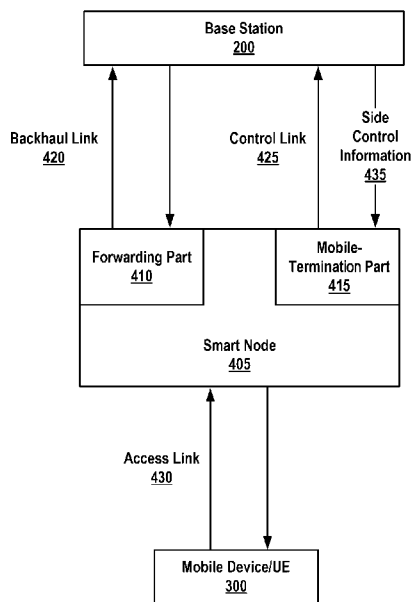 Base Station
200
Backhaul Link
420
Control Link
425
Side
Control
Information
435
Forwarding Part
410
Mobile-
Termination Part
415
Smart Node
405
Access Link
430
Mobile Device/UE
300